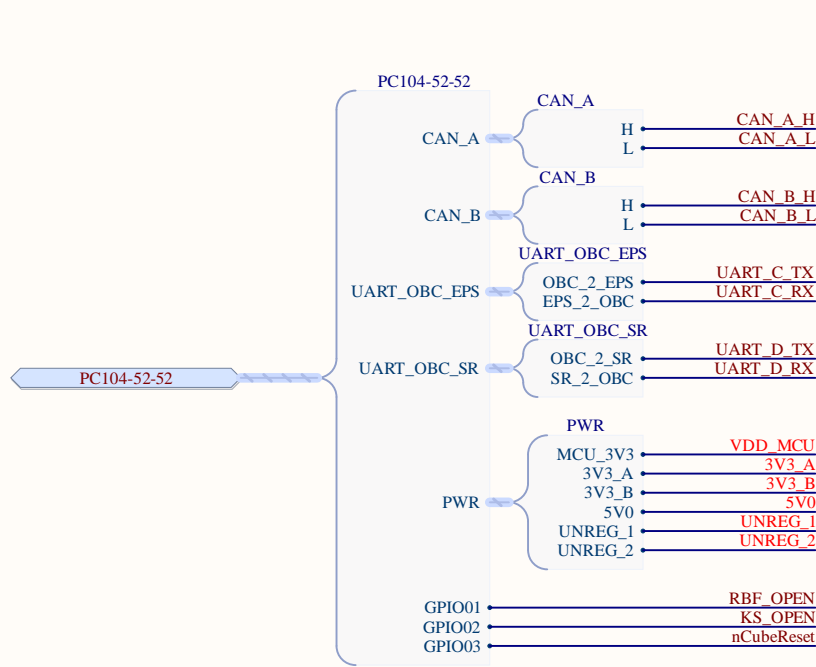 PC104-52-52
CAN_A
CAN_A
H CAN_A_H
L CAN_A_L
CAN_B
CAN_B
H CAN_B_H
L CAN_B_L
UART_OBC_EPS
UART_OBC_EPS
OBC_2_EPS UART_C_TX
EPS_2_OBC UART_C_RX
UART_OBC_SR
UART_OBC_SR
OBC_2_SR UART_D_TX
SR_2_OBC UART_D_RX
PC104-52-52
PWR
PWR
MCU_3V3 VDD_MCU
3V3_A 3V3_A
3V3_B 3V3_B
5V0 5V0
UNREG_1 UNREG_1
UNREG_2 UNREG_2
GPIO01 RBF_OPEN
GPIO02 KS_OPEN
GPIO03 nCubeReset